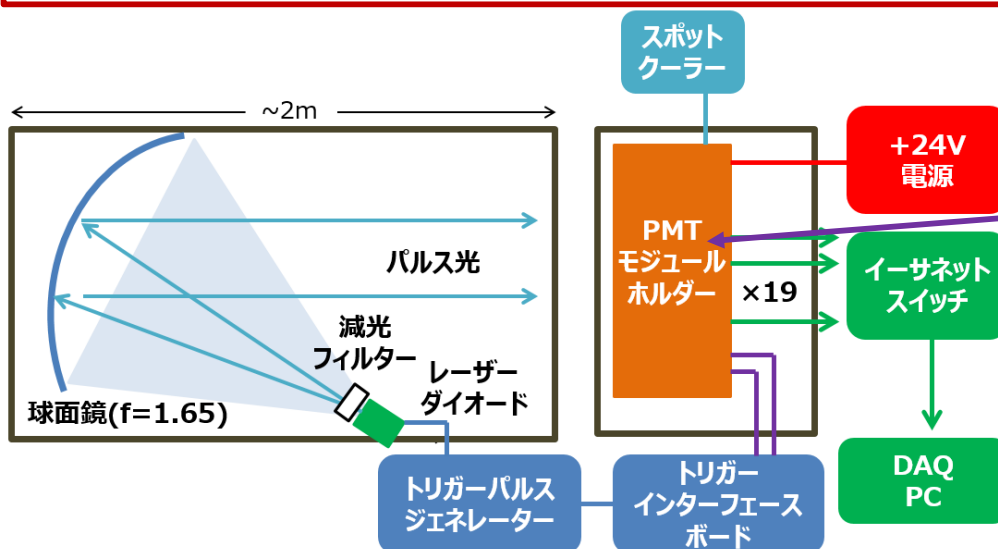 スポット
クーラー
~2m
+24V
電源
PMT
モジュール
ホルダー
×19
イーサネット
スイッチ
パルス光
減光
フィルター
レーザー
ダイオード
球面鏡(f=1.65)
トリガーパルス
ジェネレーター
トリガー
インターフェース
ボード
DAQ
PC